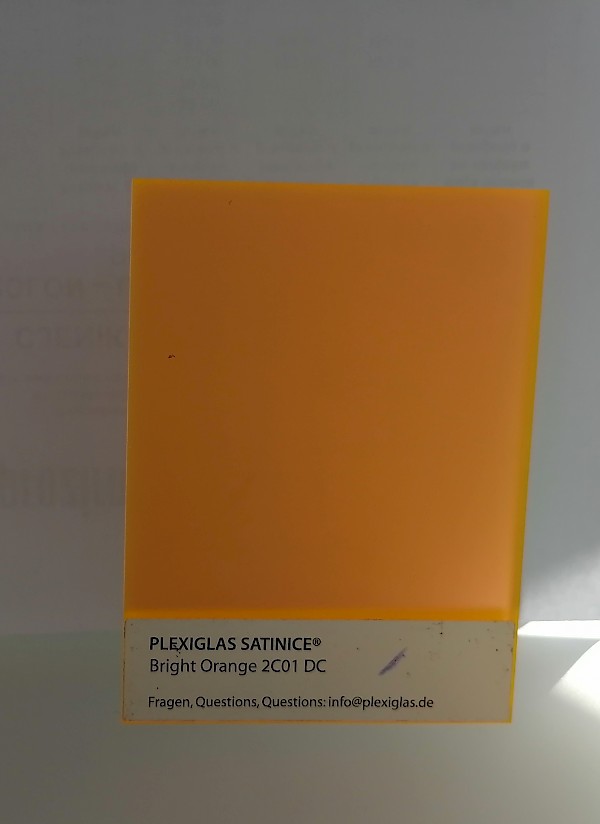 PLEXIGLAS SATINICE®
Bright Orange 2C01 DC
Fragen, Questions, Questions: info@plexiglas.de